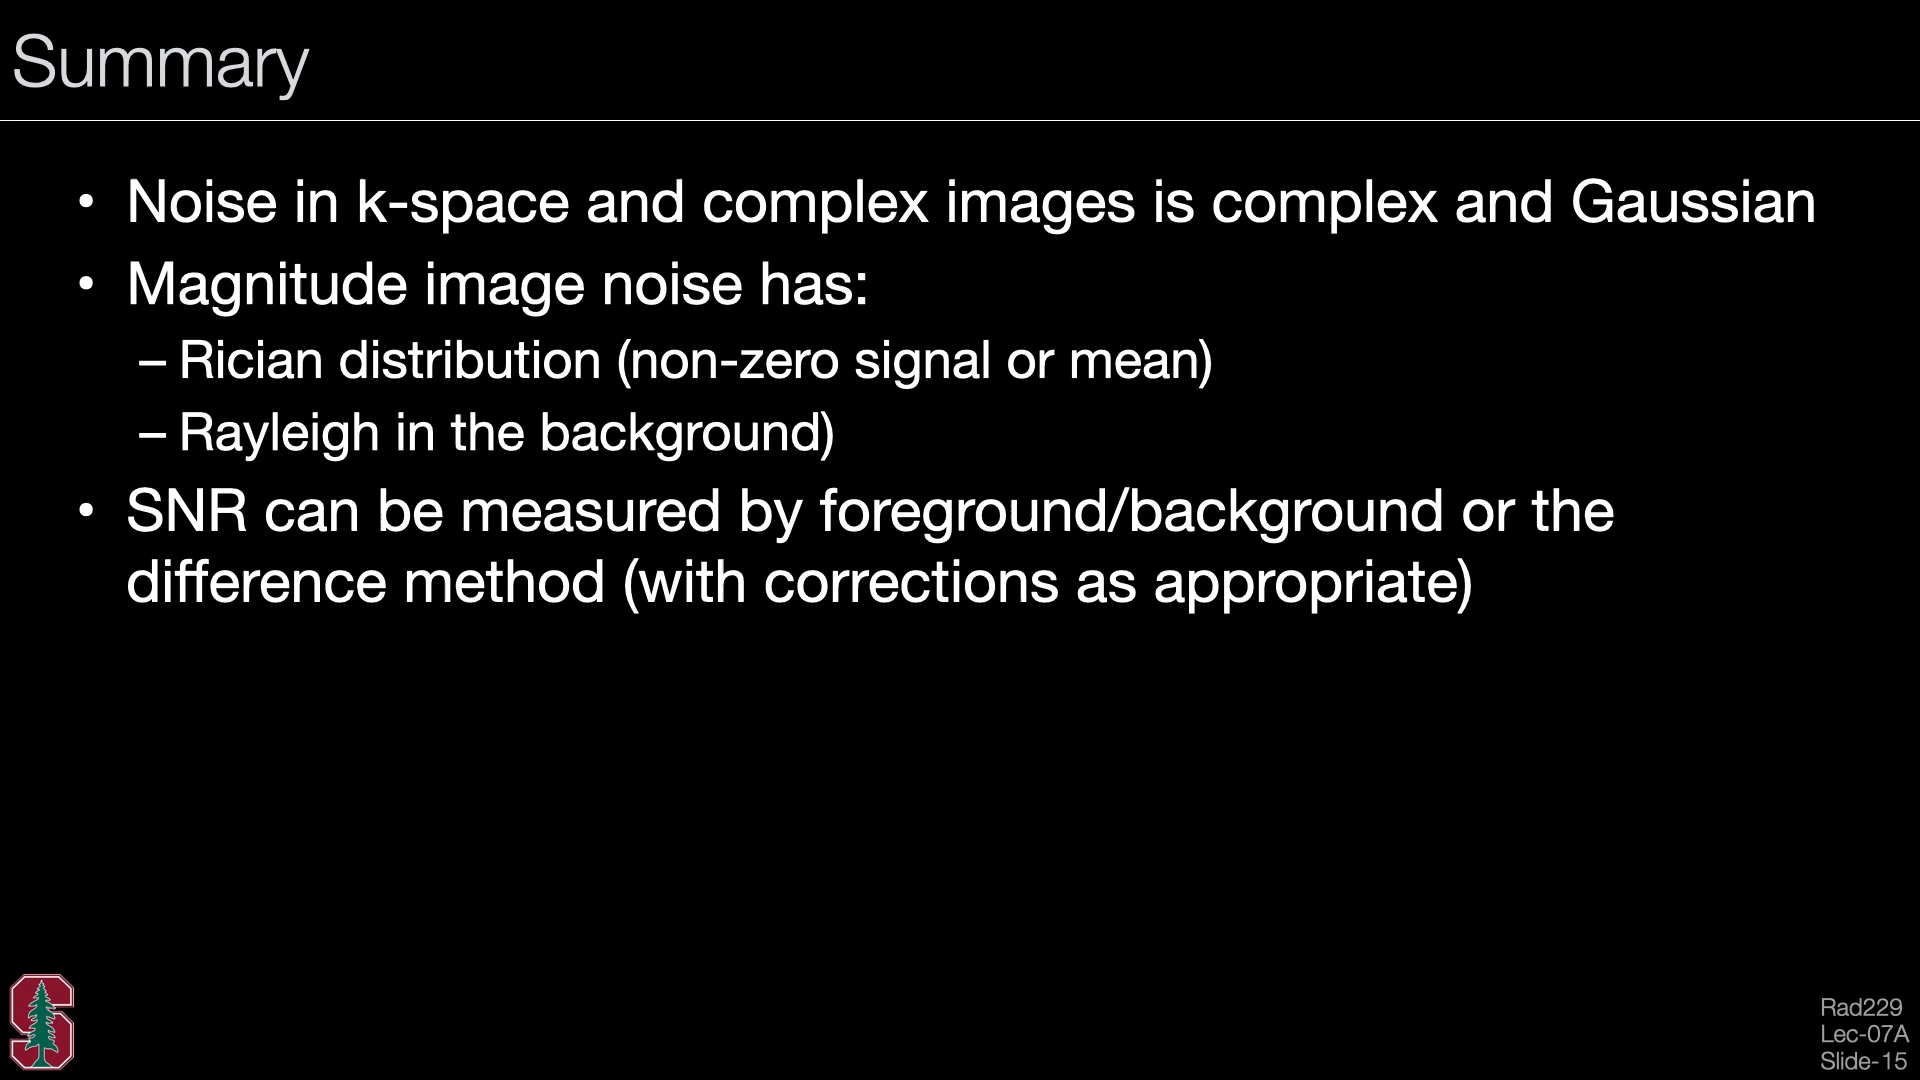 Summary
• Noise in k-space and complex images is complex and Gaussian
• Magnitude image noise has:
– Rician distribution (non-zero signal or mean)
– Rayleigh in the background)
• SNR can be measured by foreground/background or the
difference method (with corrections as appropriate)
Rad229
Lec-07A
Slide-15